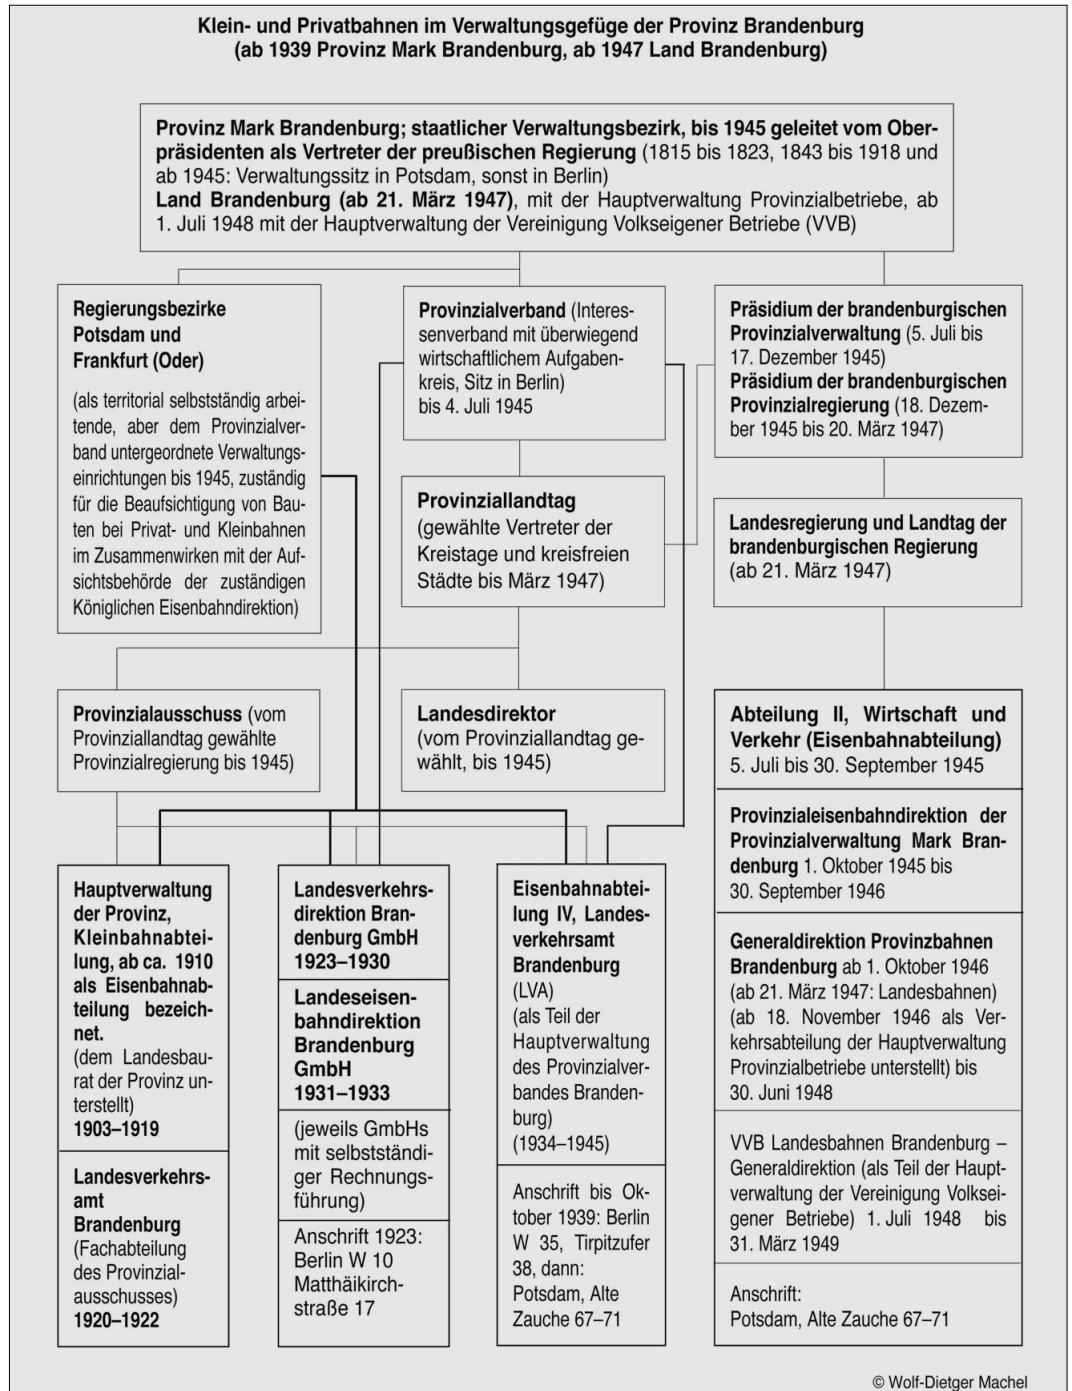 Klein- und Privatbahnen im Verwaltungsgefüge der Provinz Brandenburg
(ab 1939 Provinz Mark Brandenburg, ab 1947 Land Brandenburg)
Provinz Mark Brandenburg; staatlicher Verwaltungsbezirk, bis 1945 geleitet vom Ober-
präsidenten als Vertreter der preußischen Regierung (1815 bis 1823, 1843 bis 1918 und
ab 1945: Verwaltungssitz in Potsdam, sonst in Berlin)
Land Brandenburg (ab 21. März 1947), mit der Hauptverwaltung Provinzialbetriebe, ab
1. Juli 1948 mit der Hauptverwaltung der Vereinigung Volkseigener Betriebe (VVB)
Regierungsbezirke
Potsdam und
Frankfurt (Oder)
(als territorial selbstständig arbei-
tende, aber dem Provinzialver-
band untergeordnete Verwaltungs-
einrichtungen bis 1945, zuständig
für die Beaufsichtigung von Bau-
ten bei Privat- und Kleinbahnen
im Zusammenwirken mit der Auf-
sichtsbehörde der zuständigen
Königlichen Eisenbahndirektion)
Provinzialverband (Interes-
senverband mit überwiegend
wirtschaftlichem Aufgaben-
kreis, Sitz in Berlin)
bis 4. Juli 1945
Präsidium der brandenburgischen
Provinzialverwaltung (5. Juli bis
17. Dezember 1945)
Präsidium der brandenburgischen
Provinzialregierung (18. Dezem-
ber 1945 bis 20. März 1947)
Provinziallandtag
(gewählte Vertreter der
Kreistage und kreisfreien
Städte bis März 1947)
Landesregierung und Landtag der
brandenburgischen Regierung
(ab 21. März 1947)
Provinzialausschuss (vom
Provinziallandtag gewählte
Provinzialregierung bis 1945)
Landesdirektor
(vom Provinziallandtag ge-
wählt, bis 1945)
Abteilung II, Wirtschaft und
Verkehr (Eisenbahnabteilung)
5. Juli bis 30. September 1945
Provinzialeisenbahndirektion der
Provinzialverwaltung Mark Bran-
denburg 1. Oktober 1945 bis
30. September 1946
Generaldirektion Provinzbahnen
Brandenburg ab 1. Oktober 1946
(ab 21. März 1947: Landesbahnen)
(ab 18. November 1946 als Ver-
kehrsabteilung der Hauptverwaltung
Provinzialbetriebe unterstellt) bis
30. Juni 1948
VVB Landesbahnen Brandenburg –
Generaldirektion (als Teil der Haupt-
verwaltung der Vereinigung Volksei-
gener Betriebe) 1. Juli 1948 bis
31. März 1949
Anschrift:
Potsdam, Alte Zauche 67–71
Hauptverwaltung
der Provinz,
Kleinbahnabtei-
lung, ab ca. 1910
als Eisenbahnab-
teilung bezeich-
net.
(dem Landesbau-
rat der Provinz un-
terstellt)
1903–1919
Landesverkehrs-
amt
Brandenburg
(Fachabteilung
des Provinzial-
ausschusses)
1920–1922
Landesverkehrs-
direktion Bran-
denburg GmbH
1923–1930
Landeseisen-
bahndirektion
Brandenburg
GmbH
1931–1933
(jeweils GmbHs
mit selbstständi-
ger Rechnungs-
führung)
Anschrift 1923:
Berlin W 10
Matthäikirch-
straße 17
Eisenbahnabtei-
lung IV, Landes-
verkehrsamt
Brandenburg
(LVA)
(als Teil der
Hauptverwaltung
des Provinzialver-
bandes Branden-
burg)
(1934–1945)
Anschrift bis Ok-
tober 1939: Berlin
W 35, Tirpitzufer
38, dann:
Potsdam, Alte
Zauche 67–71
© Wolf-Dietger Machel